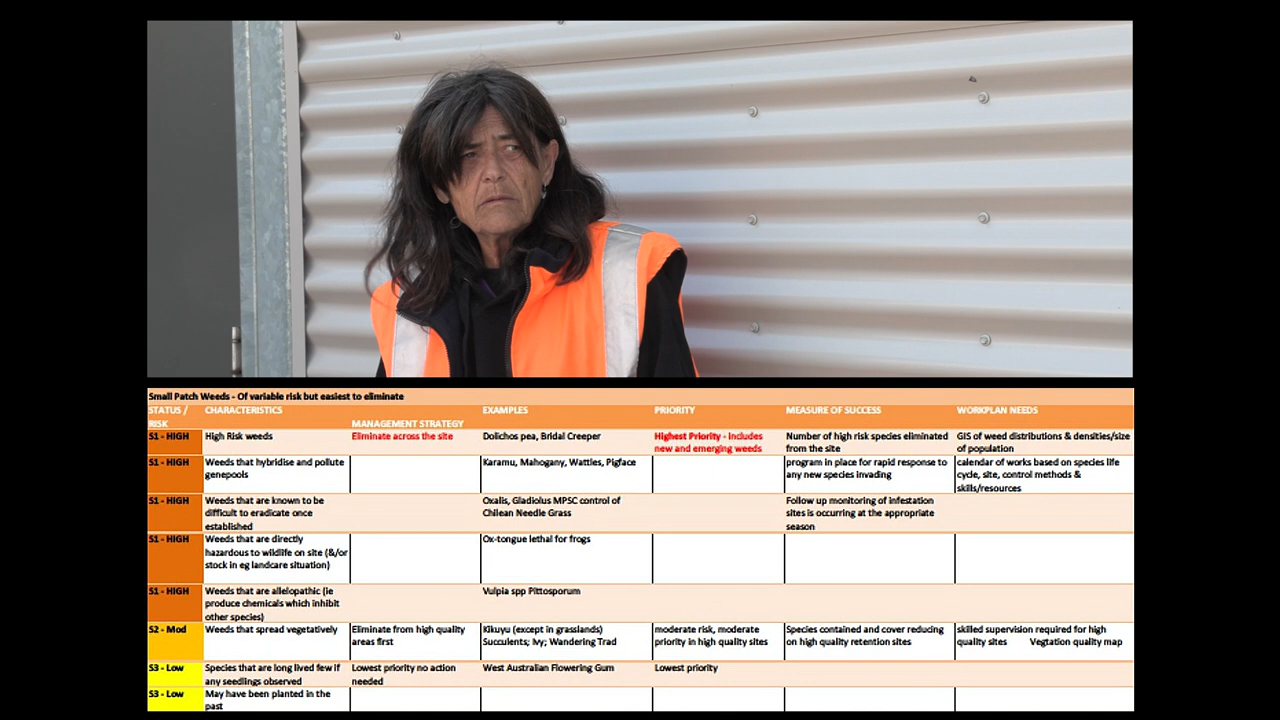 Small Patch Weeds - Of variable risk but easiest to eliminate
STATUS / RISK CHARACTERISTICS MANAGEMENT STRATEGY EXAMPLES PRIORITY MEASURE OF SUCCESS WORKPLAN NEEDS
S1 - HIGH High Risk weeds Eliminate across the site Dolichos pea, Bridal Creeper Highest Priority - includes Number of high risk species eliminated GIS of weed distributions & densities/size
new and emerging weeds from the site of population
S1 - HIGH Weeds that hybridise and pollute Karamu, Mahogany, Wattles, Pigface program in place for rapid response to calendar of works based on species life
genepools any new species invading cycle, site, control methods &
skills/resources
S1 - HIGH Weeds that are known to be Oxalis, Gladiolus MPSC control of Follow up monitoring of infestation
difficult to eradicate once Chilean Needle Grass sites is occurring at the appropriate
established season
S1 - HIGH Weeds that are directly Ox-tongue lethal for frogs
hazardous to wildlife on site (&/or
stock in eg landcare situation)
S1 - HIGH Weeds that are allelopathic (ie Vulpia spp Pittosporum
produce chemicals which inhibit
other species)
S2 - Mod Weeds that spread vegetatively Eliminate from high quality Kikuyu (except in grasslands) moderate risk, moderate Species contained and cover reducing skilled supervision required for high
areas first Succulents; Ivy; Wandering Trad priority in high quality sites on high quality retention sites quality sites Vegtation quality map
S3 - Low Species that are long lived few if Lowest priority no action West Australian Flowering Gum Lowest priority
any seedlings observed needed
S3 - Low May have been planted in the
past